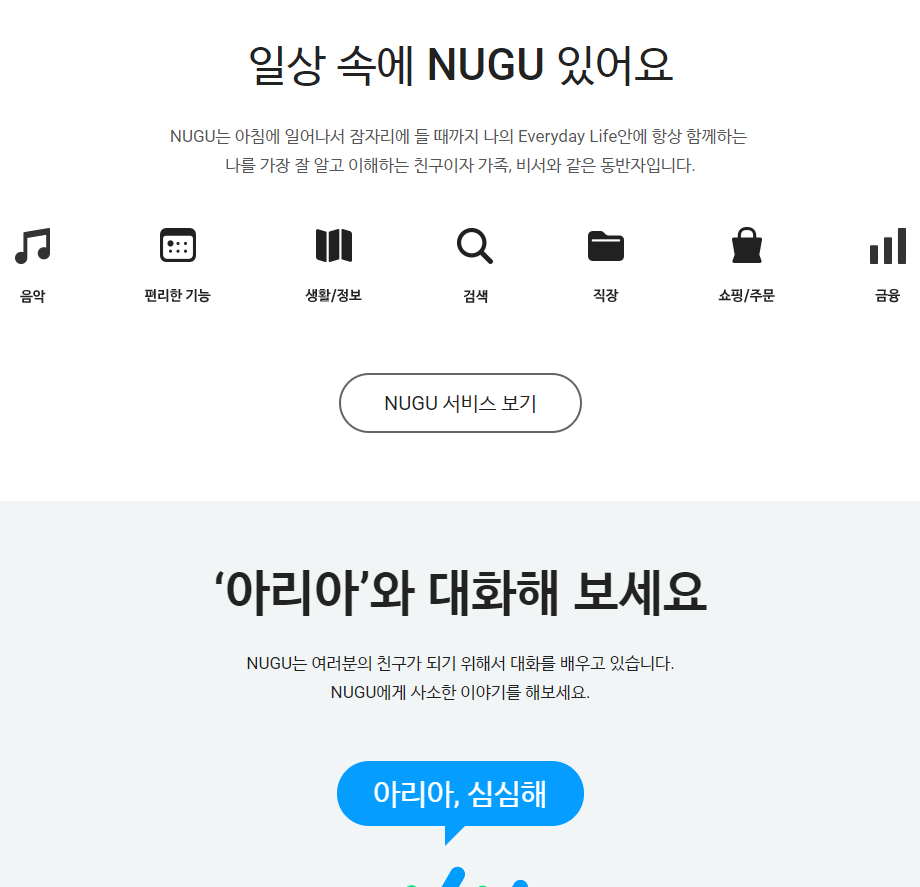 일상 속에 NUGU 있어요
NUGU는 아침에 일어나서 잠자리에 들 때까지 나의 Everyday Life안에 항상 함께하는
나를 가장 잘 알고 이해하는 친구이자 가족, 비서와 같은 동반자입니다.
음악
편리한 기능
생활/정보
검색
직장
쇼핑/주문
금융
NUGU 서비스 보기
‘아리아’와 대화해 보세요
NUGU는 여러분의 친구가 되기 위해서 대화를 배우고 있습니다.
NUGU에게 사소한 이야기를 해보세요.
아리아, 심심해